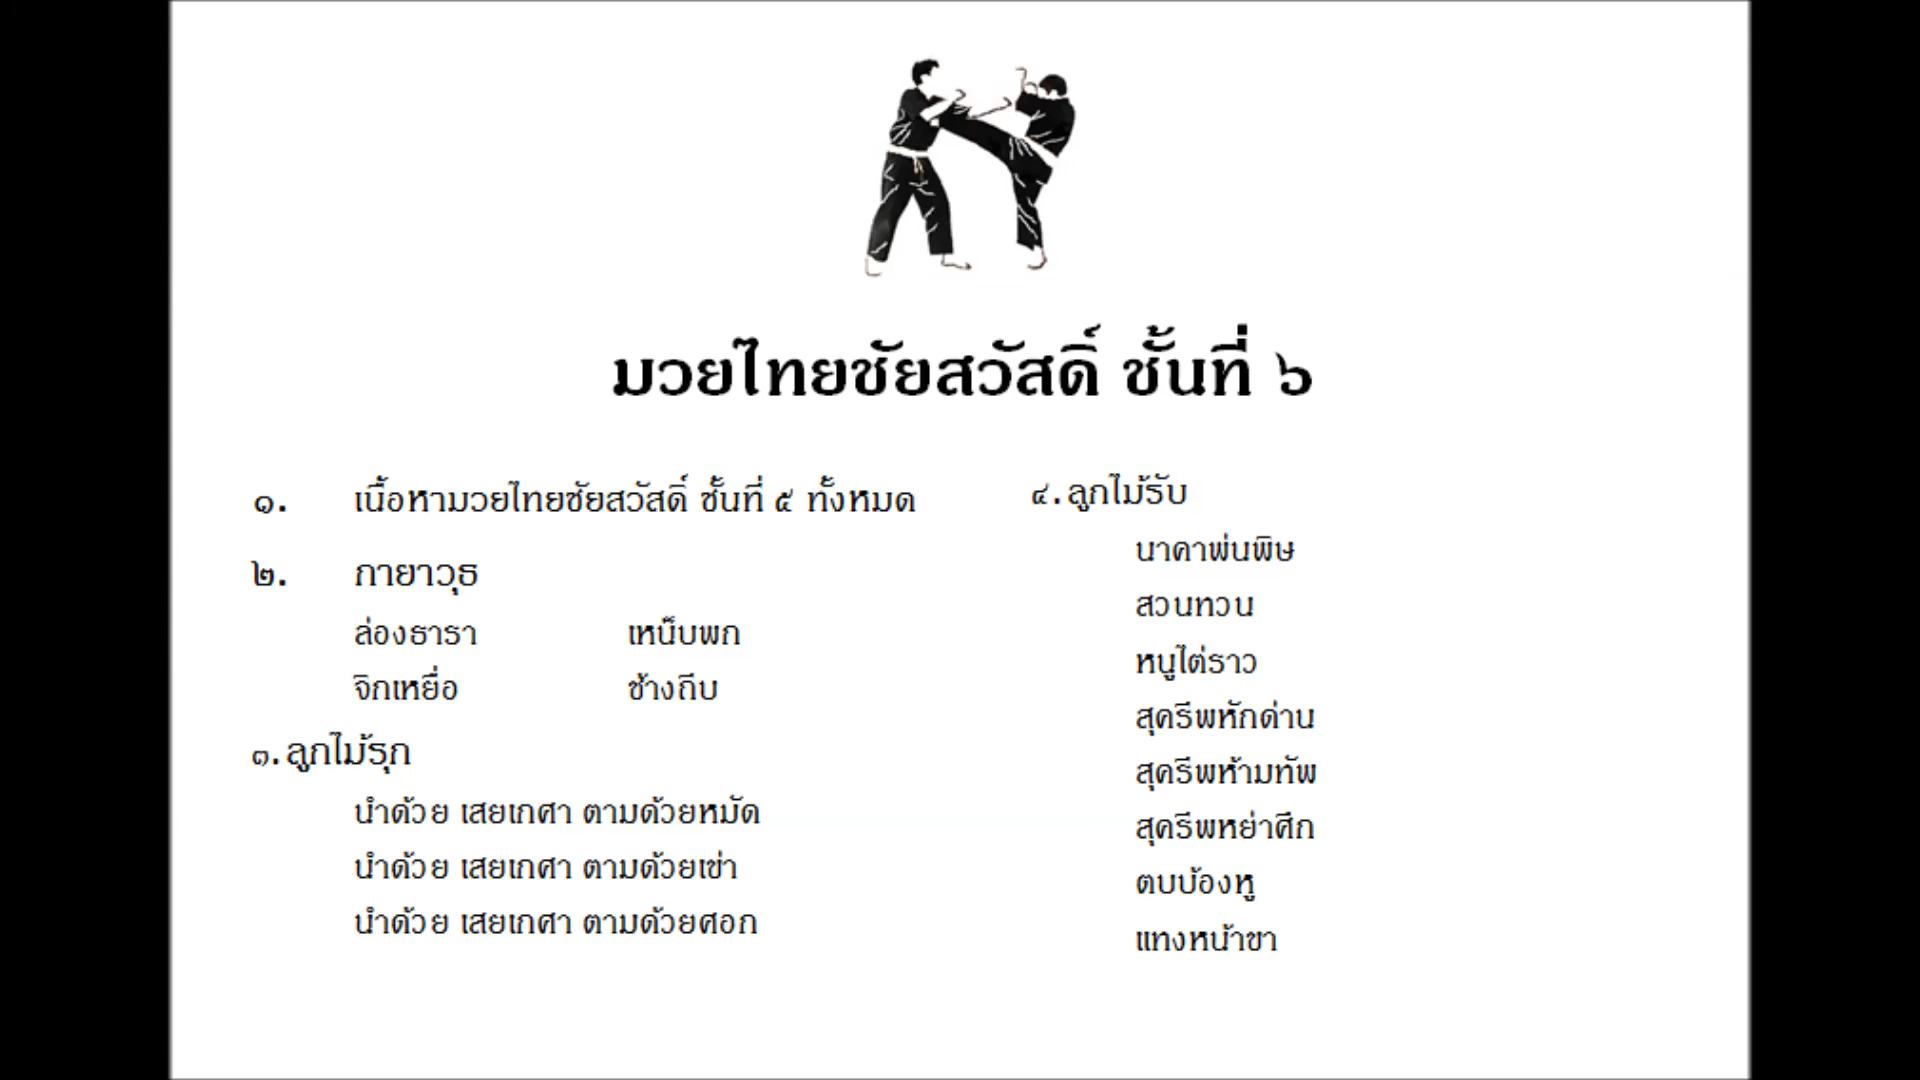 มวยไทยชัยสวัสดิ์ ชั้นที่ ๖
๑. เนื้อหามวยไทยชัยสวัสดิ์ ชั้นที่ ๕ ทั้งหมด
๒. กายาวุธ
ล่องธารา เหน็บพก
จิกเหยื่อ ช้างถีบ
๓. ลูกไม้รุก
นำด้วย เสยเกศา ตามด้วยหมัด
นำด้วย เสยเกศา ตามด้วยเข่า
นำด้วย เสยเกศา ตามด้วยศอก
๔. ลูกไม้รับ
นาคาพ่นพิษ
สวนทวน
หนูไต่ราว
สุครีพหักด่าน
สุครีพห้ามทัพ
สุครีพหย่าศึก
ตบบ้องหู
แทงหน้าขา